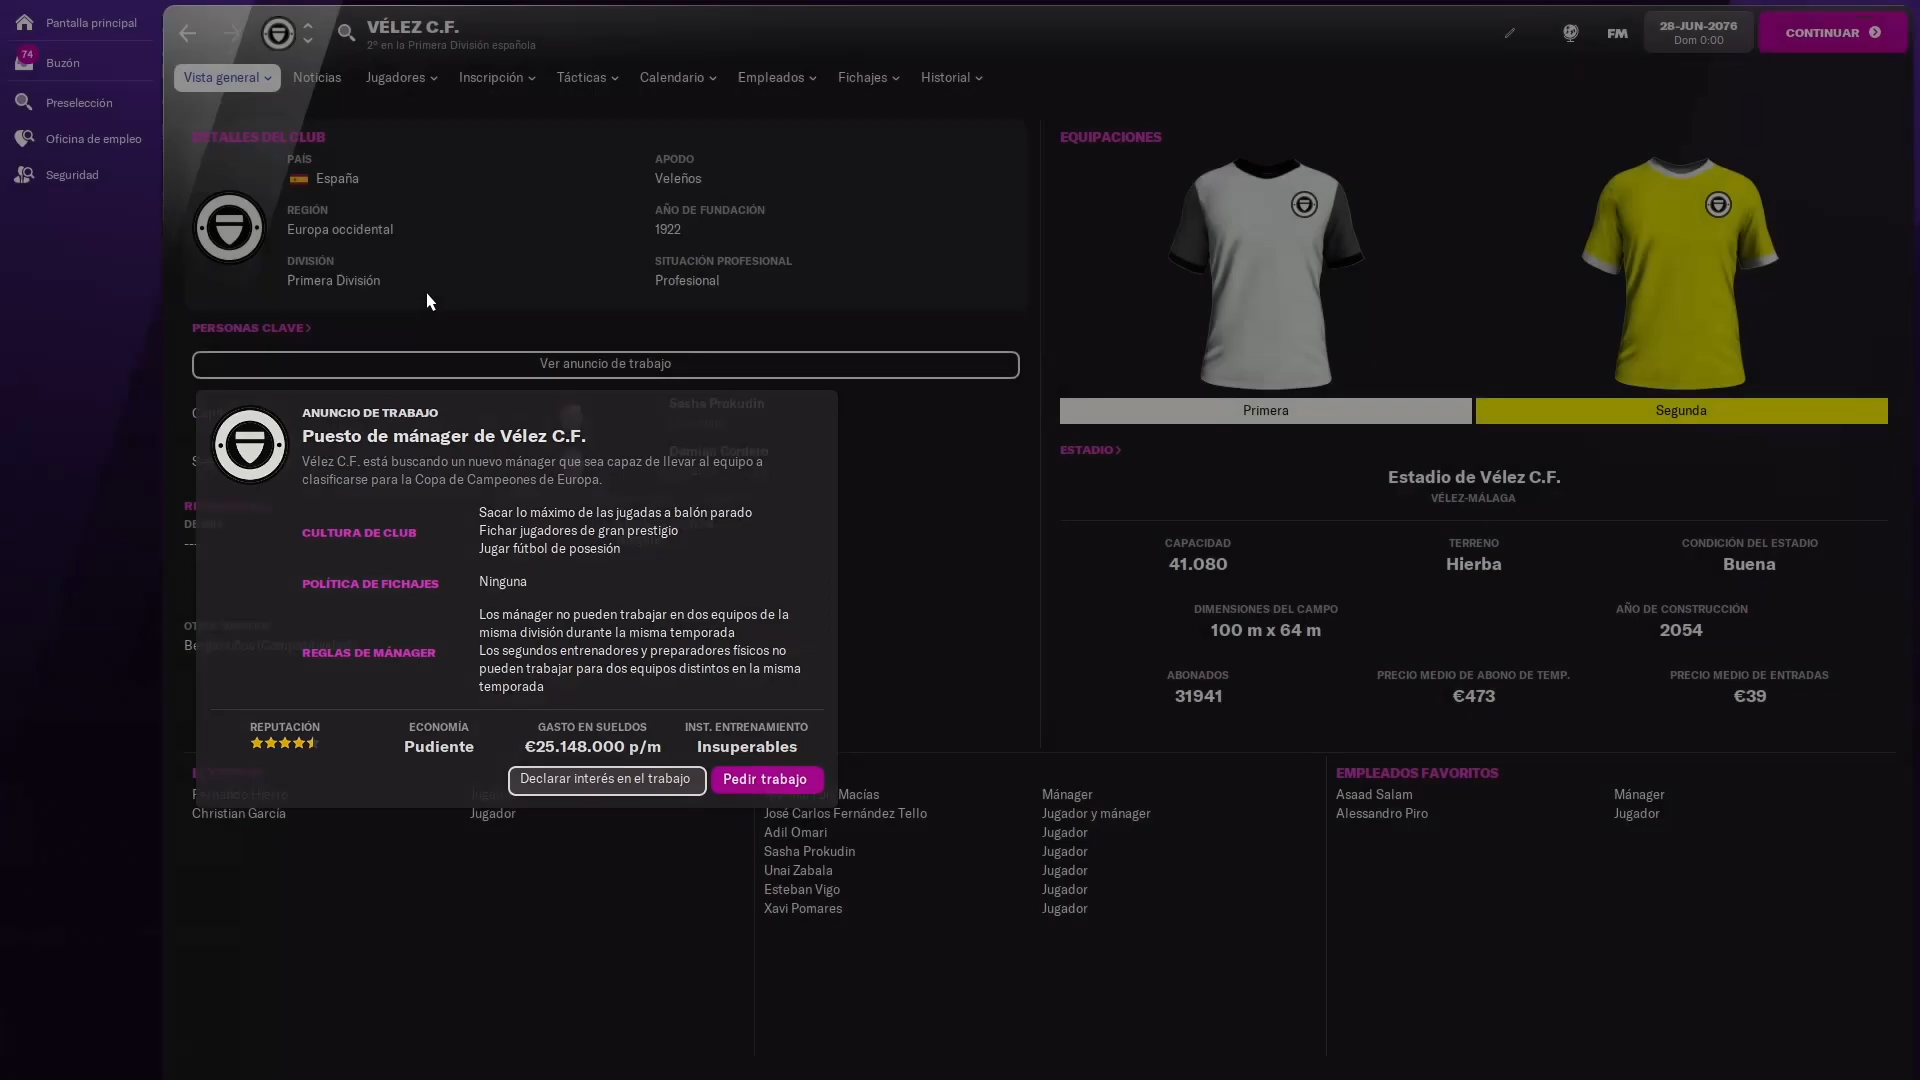 Pantalla principal
74
Buzón
Preselección
Oficina de empleo
Seguridad
VÉLEZ C.F.
2º en la Primera División española
FM
28-JUN-2076
Dom 0:00
CONTINUAR
Vista general
Noticias
Jugadores
Inscripción
Tácticas
Calendario
Empleados
Fichajes
Historial
DETALLES DEL CLUB
PAÍS
España
APODO
Veleños
REGIÓN
Europa occidental
AÑO DE FUNDACIÓN
1922
DIVISIÓN
Primera División
SITUACIÓN PROFESIONAL
Profesional
PERSONAS CLAVE
Ver anuncio de trabajo
Sasha Prokudin
Damián Cordero
ANUNCIO DE TRABAJO
Puesto de mánager de Vélez C.F.
Vélez C.F. está buscando un nuevo mánager que sea capaz de llevar al equipo a
clasificarse para la Copa de Campeones de Europa.
CULTURA DE CLUB
Sacar lo máximo de las jugadas a balón parado
Fichar jugadores de gran prestigio
Jugar fútbol de posesión
POLÍTICA DE FICHAJES
Ninguna
REGLAS DE MÁNAGER
Los mánager no pueden trabajar en dos equipos de la
misma división durante la misma temporada
Los segundos entrenadores y preparadores físicos no
pueden trabajar para dos equipos distintos en la misma
temporada
REPUTACIÓN
ECONOMÍA
Pudiente
GASTO EN SUELDOS
€25.148.000 p/m
INST. ENTRENAMIENTO
Insuperables
Declarar interés en el trabajo
Pedir trabajo
EQUIPACIONES
Primera
Segunda
ESTADIO
Estadio de Vélez C.F.
VÉLEZ-MÁLAGA
CAPACIDAD
41.080
TERRENO
Hierba
CONDICIÓN DEL ESTADIO
Buena
DIMENSIONES DEL CAMPO
100 m x 64 m
AÑO DE CONSTRUCCIÓN
2054
ABONADOS
31941
PRECIO MEDIO DE ABONO DE TEMP.
€473
PRECIO MEDIO DE ENTRADAS
€39
Fernando Hierro
Jugador
Christian García
Jugador
Macías
Mánager
José Carlos Fernández Tello
Jugador y mánager
Adil Omari
Jugador
Sasha Prokudin
Jugador
Unai Zabala
Jugador
Esteban Vigo
Jugador
Xavi Pomares
Jugador
EMPLEADOS FAVORITOS
Asaad Salam
Mánager
Alessandro Piro
Jugador